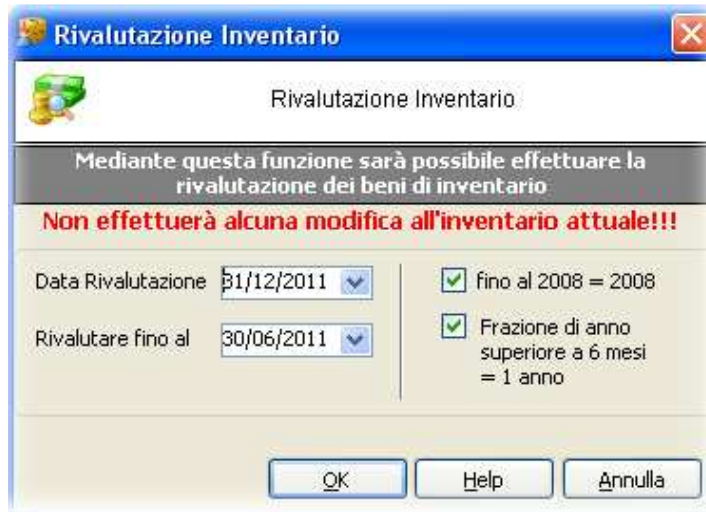 Rivalutazione Inventario
Rivalutazione Inventario
Mediante questa funzione sarà possibile effettuare la
rivalutazione dei beni di inventario
Non effettuerà alcuna modifica all'inventario attuale!!!
Data Rivalutazione 31/12/2011
fino al 2008 = 2008
Rivalutare fino al 30/06/2011
Frazione di anno
superiore a 6 mesi
= 1 anno
OK Help Annulla